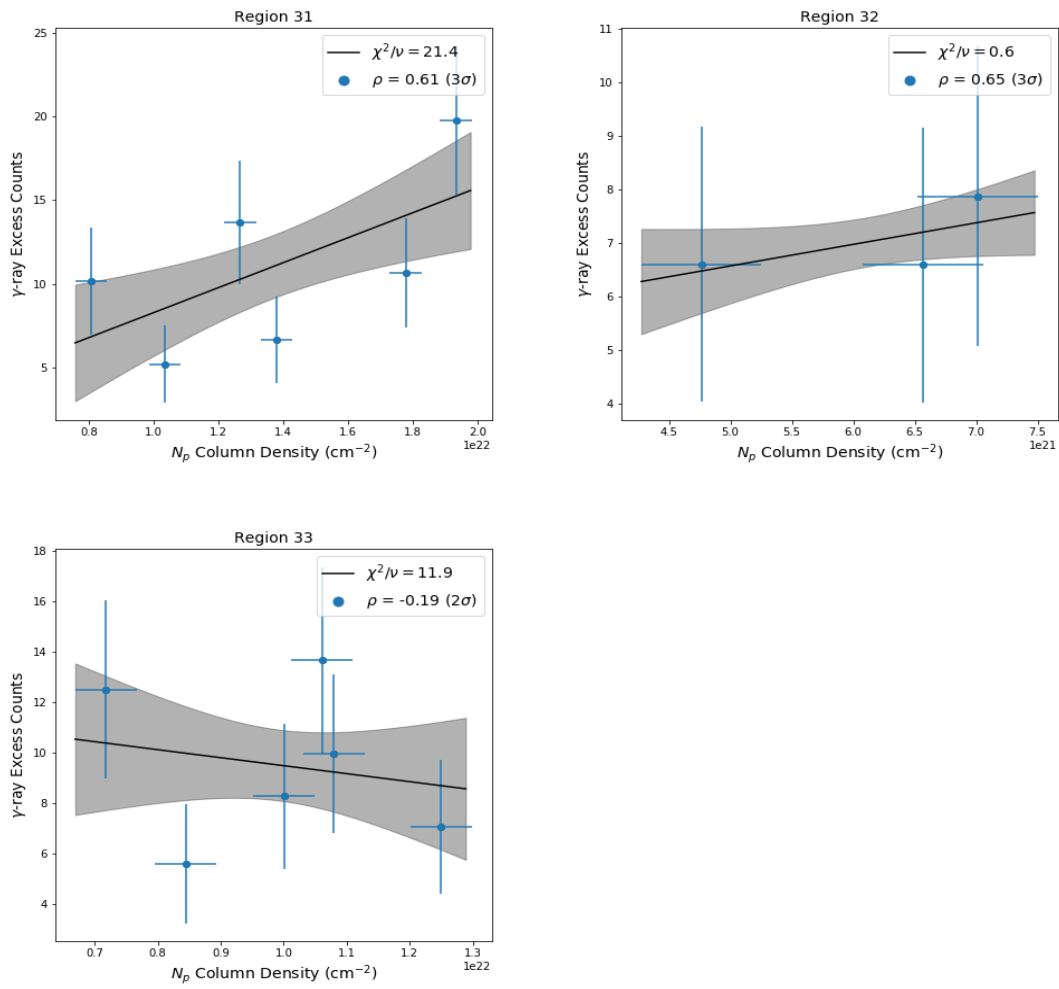 Region 31
25
20
15
10
5
γ-ray Excess Counts
χ²/ν = 21.4
ρ = 0.61 (3σ)
0.8 1.0 1.2 1.4 1.6 1.8 2.0
1e22
Nₚ Column Density (cm⁻²)
Region 32
11
10
9
8
7
6
5
4
γ-ray Excess Counts
χ²/ν = 0.6
ρ = 0.65 (3σ)
4.5 5.0 5.5 6.0 6.5 7.0 7.5
1e21
Nₚ Column Density (cm⁻²)
Region 33
18
16
14
12
10
8
6
4
γ-ray Excess Counts
χ²/ν = 11.9
ρ = -0.19 (2σ)
0.7 0.8 0.9 1.0 1.1 1.2 1.3
1e22
Nₚ Column Density (cm⁻²)